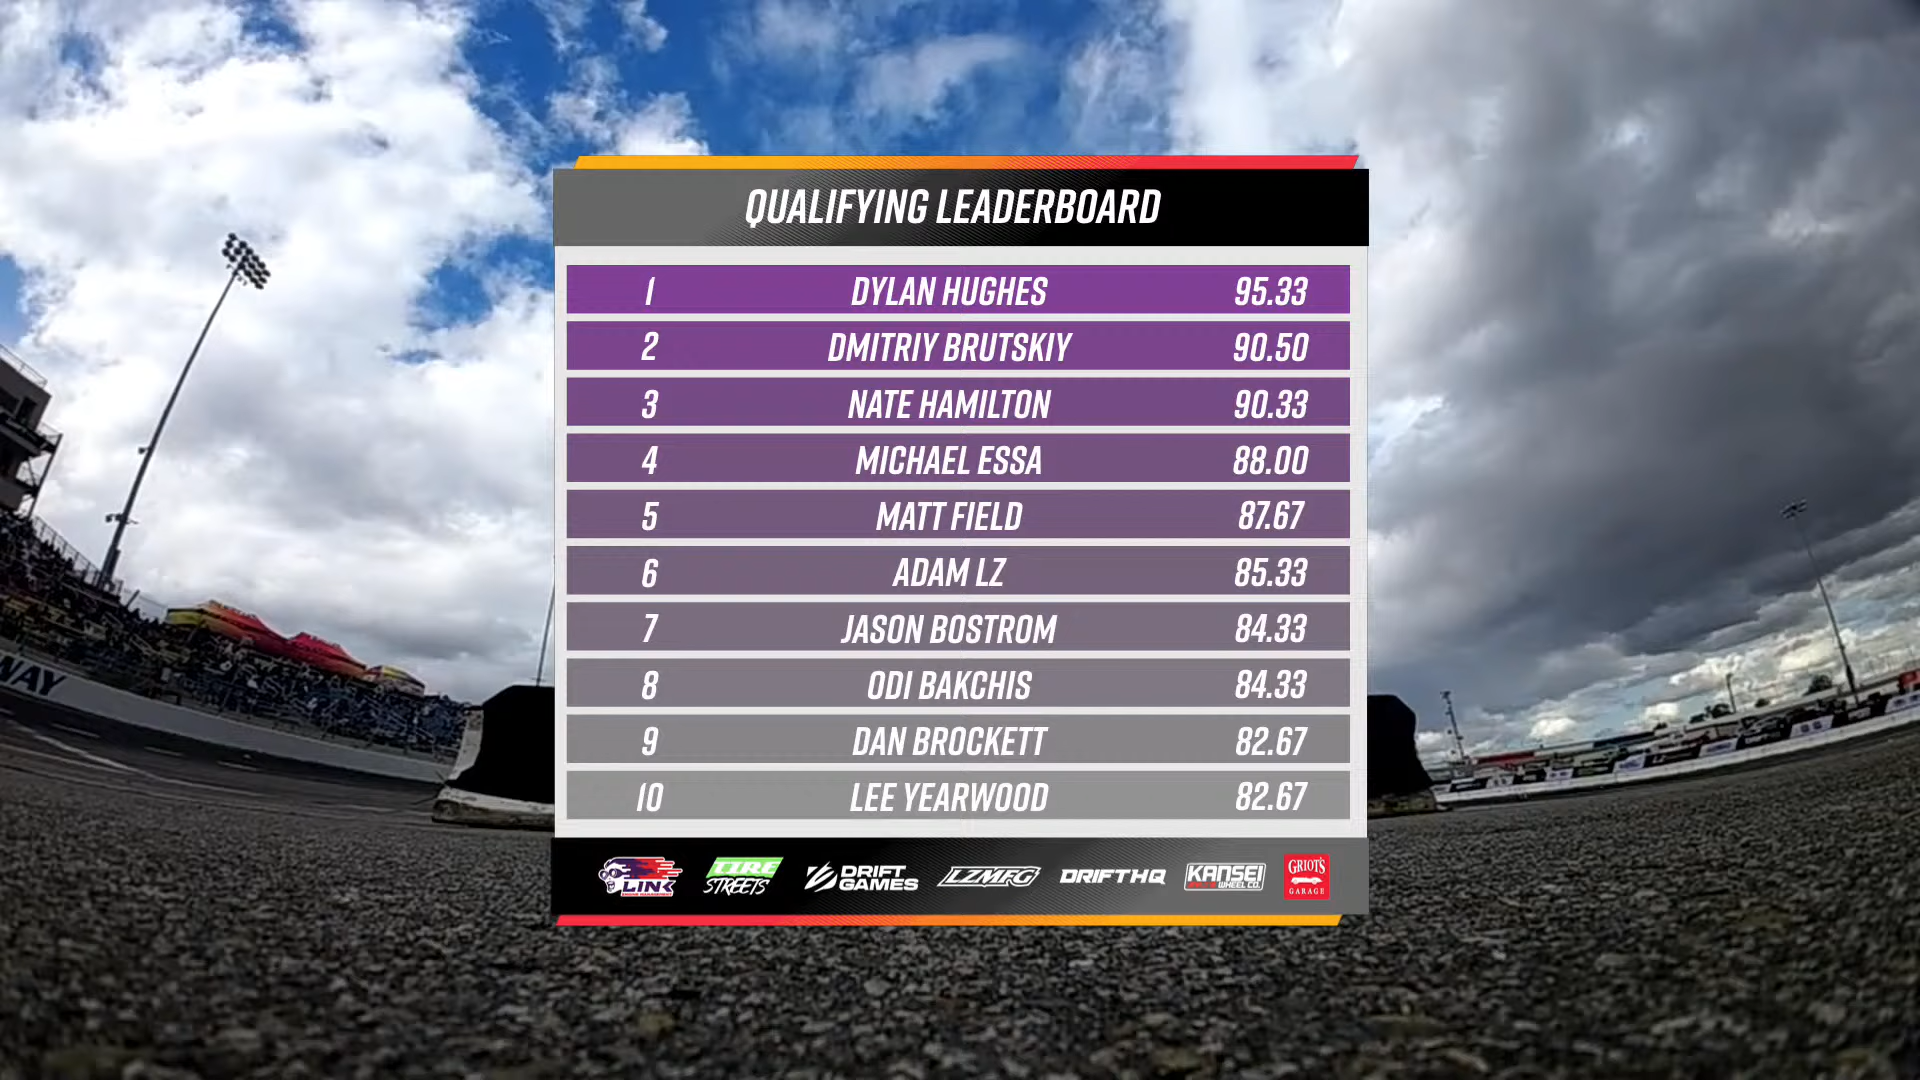 QUALIFYING LEADERBOARD
1 DYLAN HUGHES 95.33
2 DMITRIY BRUTSKIY 90.50
3 NATE HAMILTON 90.33
4 MICHAEL ESSA 88.00
5 MATT FIELD 87.67
6 ADAM LZ 85.33
7 JASON BOSTROM 84.33
8 ODI BAKCHIS 84.33
9 DAN BROCKETT 82.67
10 LEE YEARWOOD 82.67
WAY
LINK
TIRE
STREETS
DRIFT
GAMES
LZMFG
DRIFTHQ
KANSEI
WHEEL CO.
GRIOT'S
GARAGE